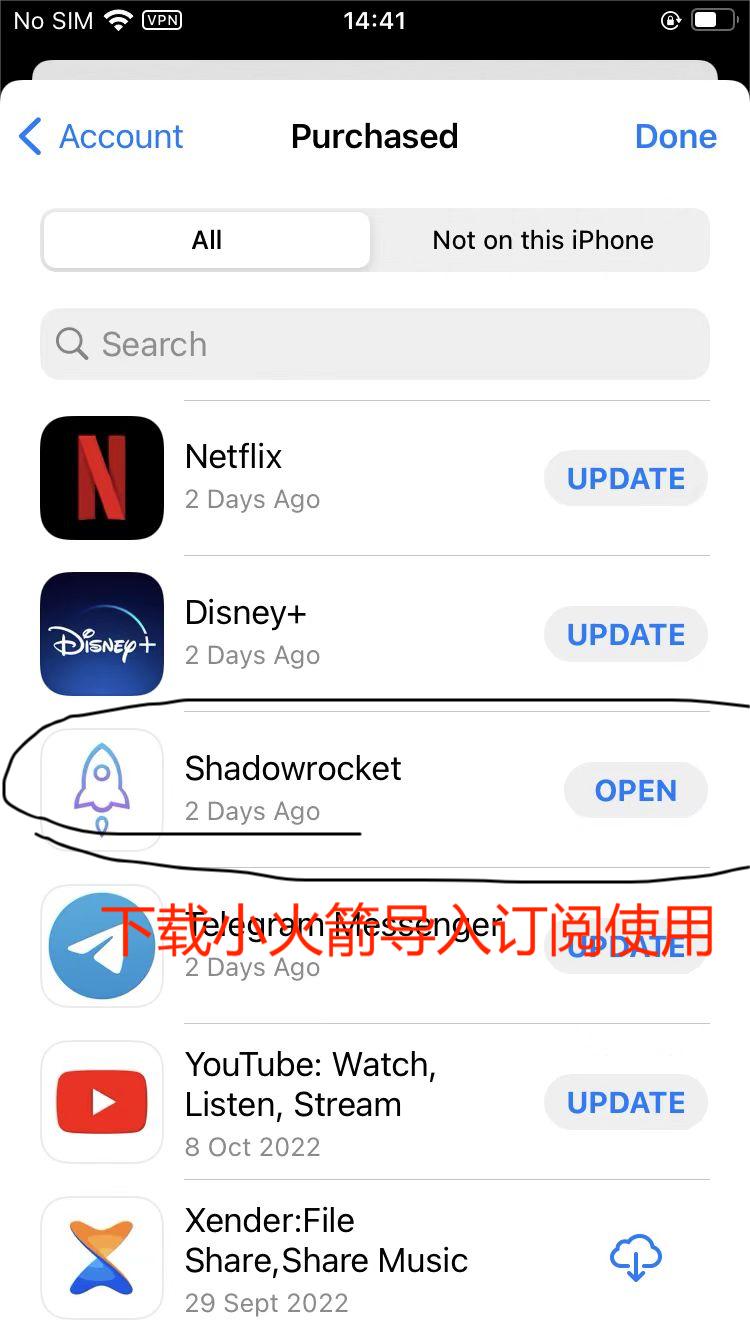 No SIM VPN 14:41
Account Purchased Done
All Not on this iPhone
Search
Netflix
2 Days Ago
UPDATE
Disney+
2 Days Ago
UPDATE
Shadowrocket
2 Days Ago
OPEN
Telegram Messenger
下载小火箭导入订阅使用
2 Days Ago
UPDATE
YouTube: Watch,
Listen, Stream
8 Oct 2022
UPDATE
Xender:File
Share,Share Music
29 Sept 2022